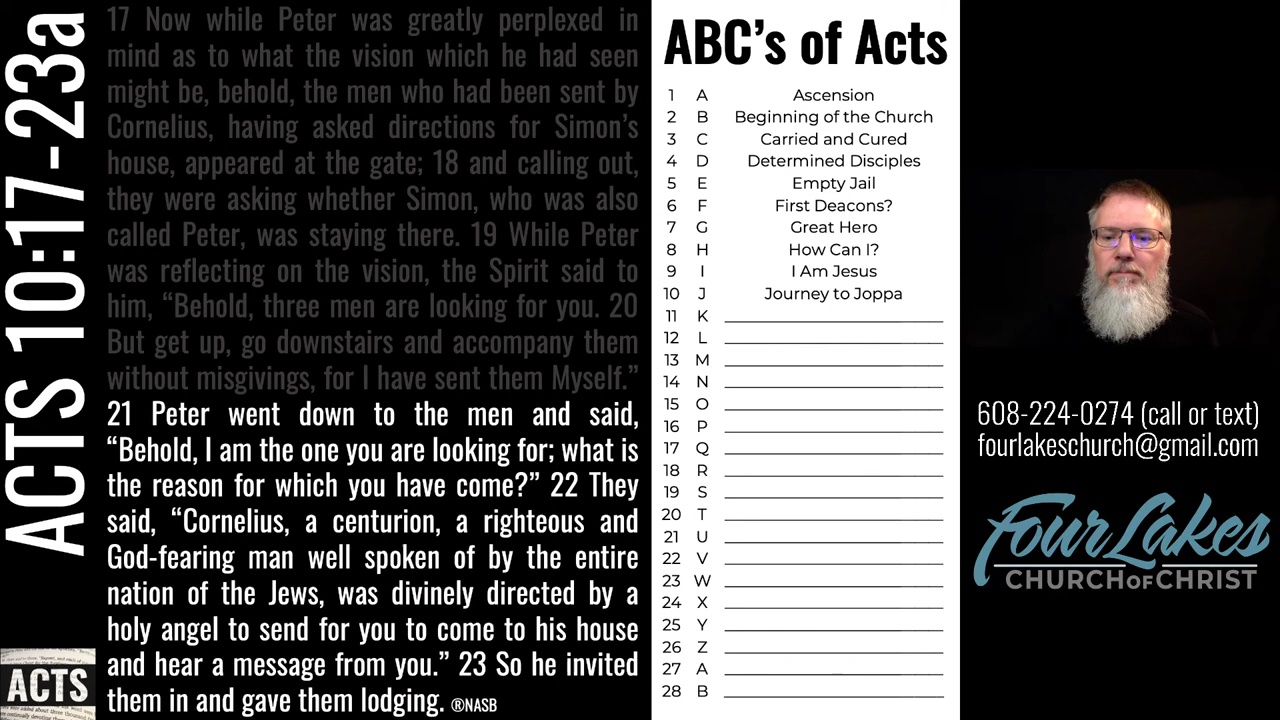 ACTS 10:17-23a
17 Now while Peter was greatly perplexed in
mind as to what the vision which he had seen
might be, behold, the men who had been sent by
Cornelius, having asked directions for Simon's
house, appeared at the gate; 18 and calling out,
they were asking whether Simon, who was also
called Peter, was staying there. 19 While Peter
was reflecting on the vision, the Spirit said to
him, “Behold, three men are looking for you. 20
But get up, go downstairs and accompany them
without misgivings, for I have sent them Myself.”
21 Peter went down to the men and said,
“Behold, I am the one you are looking for; what is
the reason for which you have come?” 22 They
said, “Cornelius, a centurion, a righteous and
God-fearing man well spoken of by the entire
nation of the Jews, was divinely directed by a
holy angel to send for you to come to his house
and hear a message from you.” 23 So he invited
them in and gave them lodging. ®NASB
ACTS
ABC’s of Acts
1 A Ascension
2 B Beginning of the Church
3 C Carried and Cured
4 D Determined Disciples
5 E Empty Jail
6 F First Deacons?
7 G Great Hero
8 H How Can I?
9 I I Am Jesus
10 J Journey to Joppa
11 K
12 L
13 M
14 N
15 O
16 P
17 Q
18 R
19 S
20 T
21 U
22 V
23 W
24 X
25 Y
26 Z
27 A
28 B
608-224-0274 (call or text)
fourlakeschurch@gmail.com
Four Lakes
CHURCH OF CHRIST